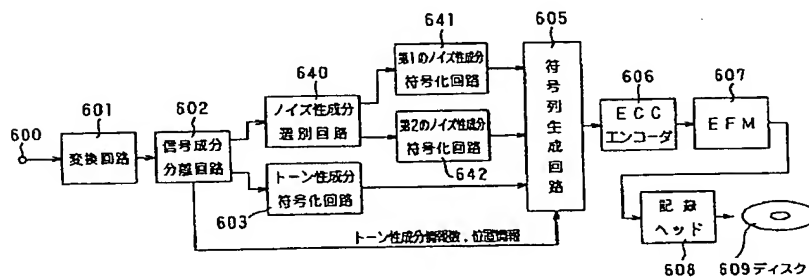 641
605
第1のノイズ性成分
符号化回路
640
606
607
601
602
ノイズ性成分
選別回路
符号列生成回路
ECC
エンコーダ
EFM
600
変換回路
信号成分
分離回路
第2のノイズ性成分
符号化回路
642
トーン性成分
符号化回路
603
記録
ヘッド
トーン性成分情報数,位置情報
608
609ディスク